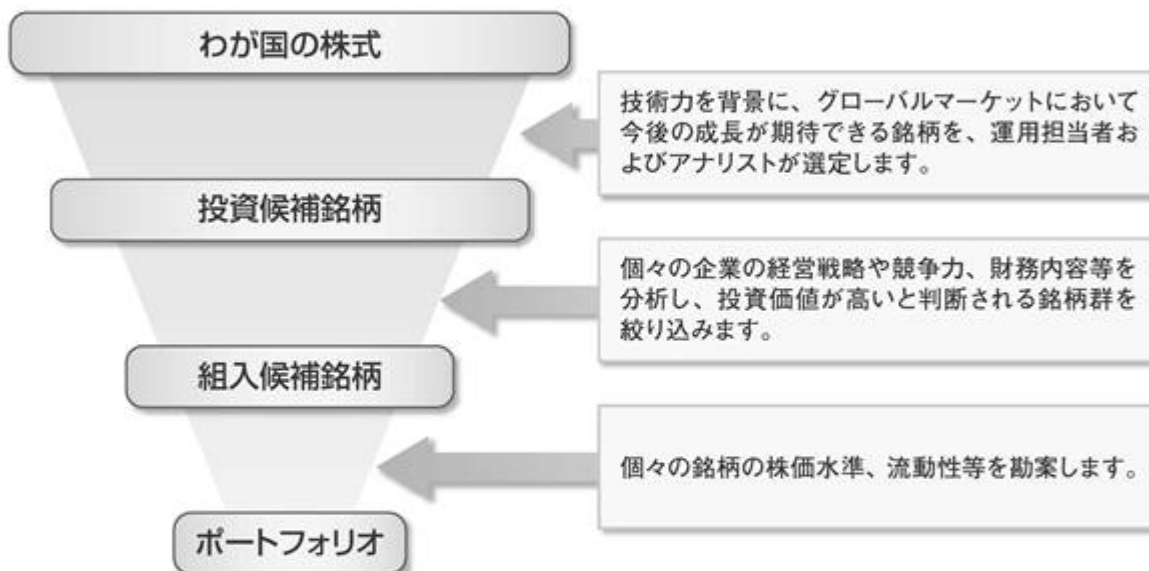 わが国の株式
技術力を背景に、グローバルマーケットにおいて
今後の成長が期待できる銘柄を、運用担当者お
よびアナリストが選定します。
投資候補銘柄
個々の企業の経営戦略や競争力、財務内容等を
分析し、投資価値が高いと判断される銘柄群を
絞り込みます。
組入候補銘柄
個々の銘柄の株価水準、流動性等を勘案します。
ポートフォリオ